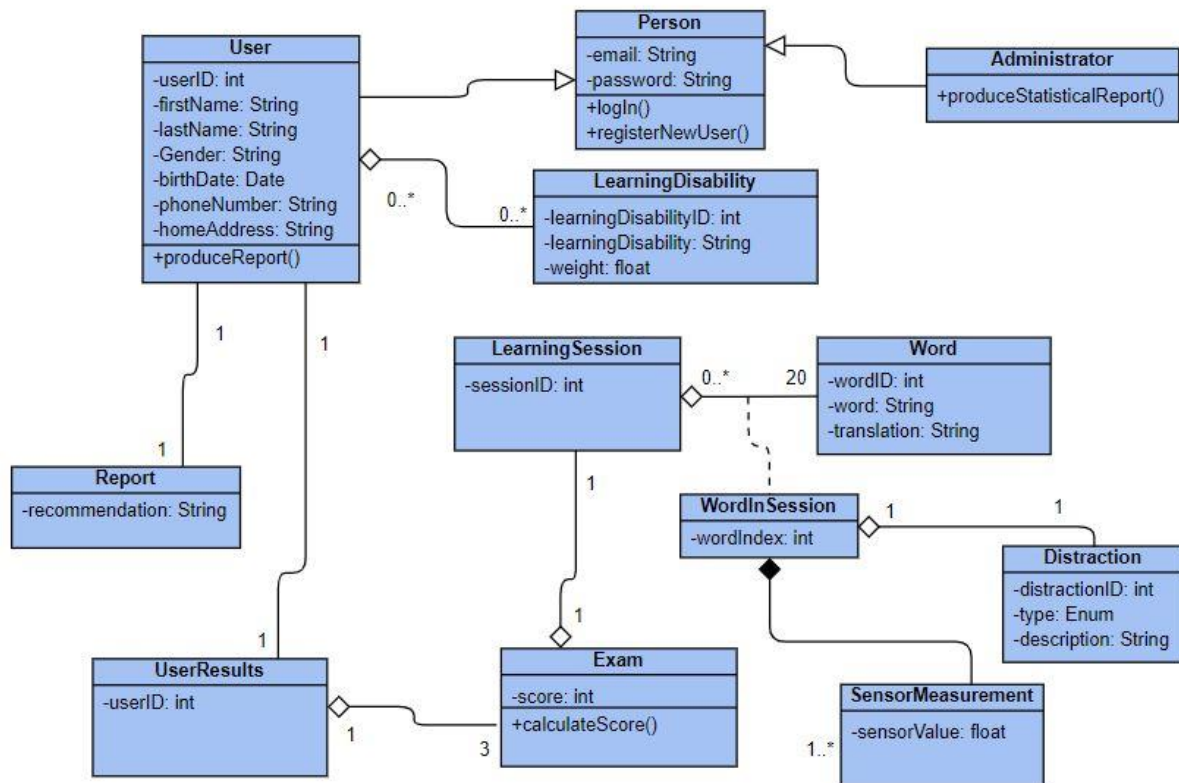 Person
-email: String
-password: String
+logIn()
+registerNewUser()
User
-userID: int
-firstName: String
-lastName: String
-Gender: String
-birthDate: Date
-phoneNumber: String
-homeAddress: String
+produceReport()
Administrator
+produceStatisticalReport()
0..*
0..*
LearningDisability
-learningDisabilityID: int
-learningDisability: String
-weight: float
1
1
LearningSession
-sessionID: int
0..*
20
Word
-wordID: int
-word: String
-translation: String
1
Report
-recommendation: String
1
WordInSession
-wordIndex: int
1
1
Distraction
-distractionID: int
-type: Enum
-description: String
1
1
UserResults
-userID: int
1
3
Exam
-score: int
+calculateScore()
SensorMeasurement
-sensorValue: float
1..*